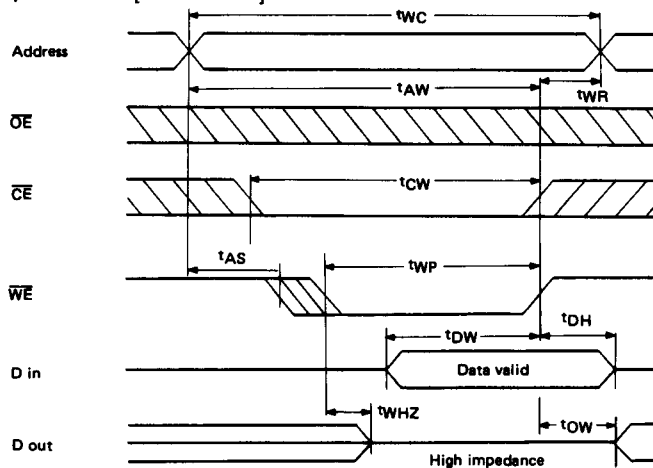 tWC
Address
tAW
tWR
OE
CE
tCW
tAS
tWP
WE
tDW
tDH
D in
Data valid
tWHZ
tOW
D out
High impedance